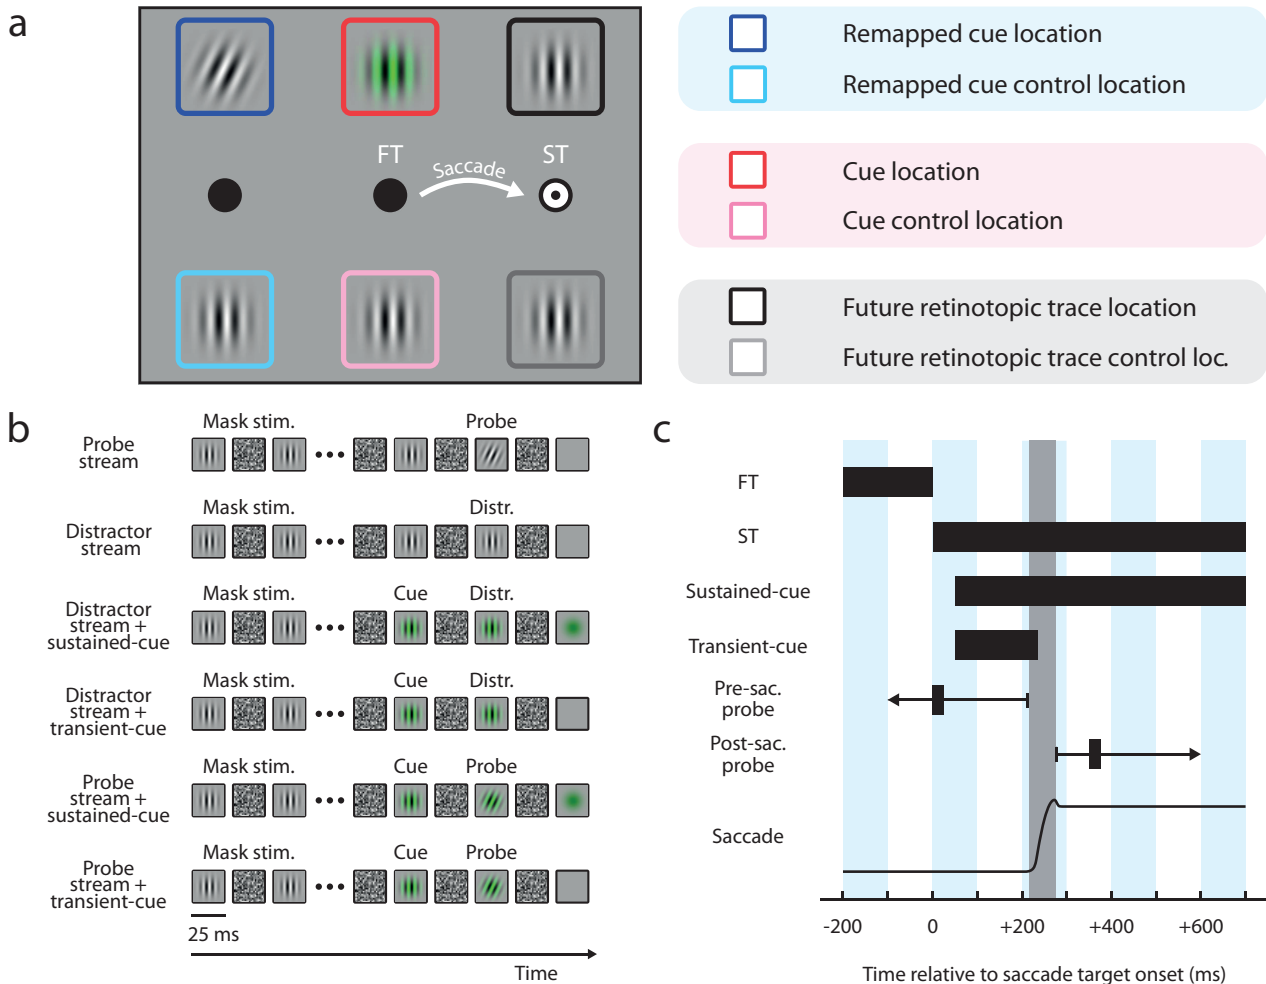 a
FT
ST
Saccade
Remapped cue location
Remapped cue control location
Cue location
Cue control location
Future retinotopic trace location
Future retinotopic trace control loc.
b
Probe
stream
Mask stim.
Probe
Distractor
stream
Mask stim.
Distr.
Distractor
stream +
sustained-cue
Mask stim.
Cue
Distr.
Distractor
stream +
transient-cue
Mask stim.
Cue
Distr.
Probe
stream +
sustained-cue
Mask stim.
Cue
Probe
Probe
stream +
transient-cue
Mask stim.
Cue
Probe
25 ms
Time
c
FT
ST
Sustained-cue
Transient-cue
Pre-sac.
probe
Post-sac.
probe
Saccade
-200
0
+200
+400
+600
Time relative to saccade target onset (ms)